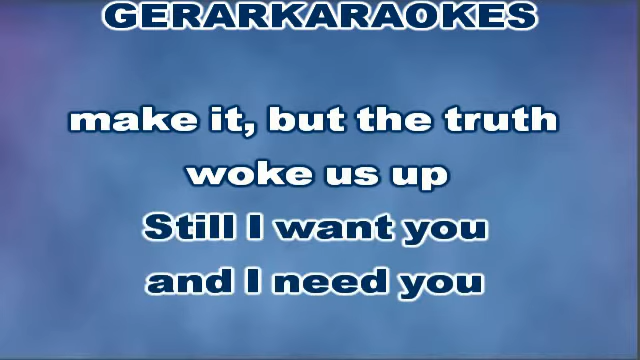 GERARKARAOKES
make it, but the truth
woke us up
Still I want you
and I need you